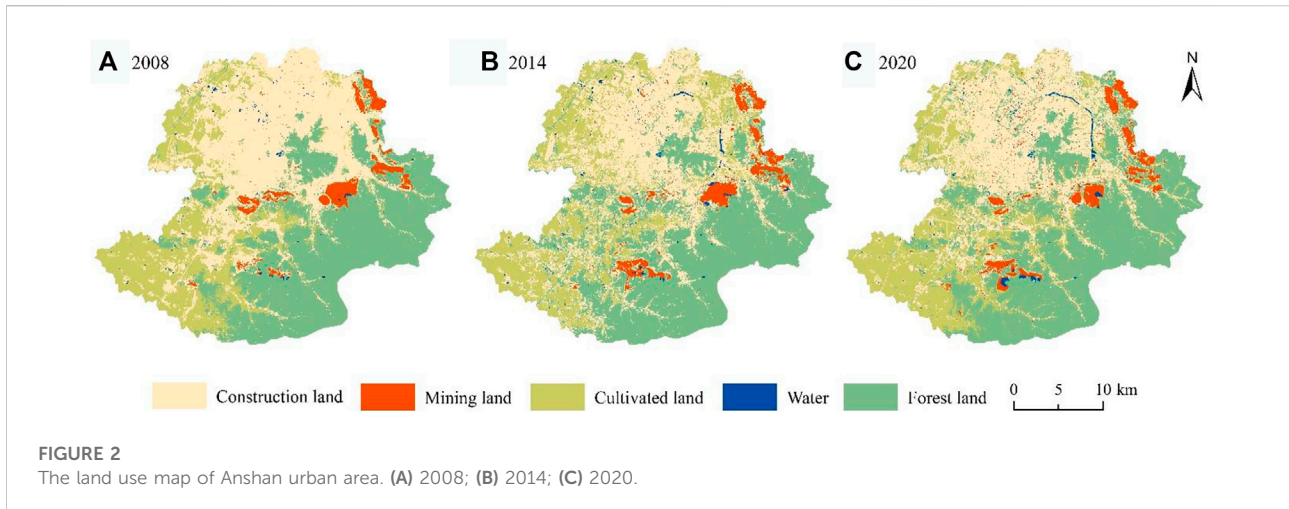 A 2008
B 2014
C 2020
N
Construction land
Mining land
Cultivated land
Water
Forest land
0 5 10 km
FIGURE 2
The land use map of Anshan urban area. (A) 2008; (B) 2014; (C) 2020.